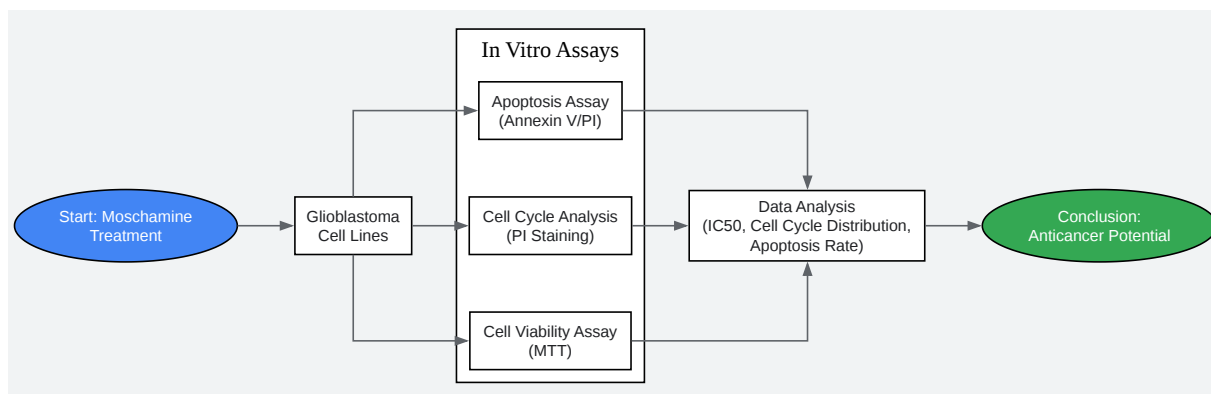 In Vitro Assays
Apoptosis Assay
(Annexin V/PI)
Start: Moschamine
Treatment
Glioblastoma
Cell Lines
Cell Cycle Analysis
(PI Staining)
Data Analysis
(IC50, Cell Cycle Distribution,
Apoptosis Rate)
Conclusion:
Anticancer Potential
Cell Viability Assay
(MTT)